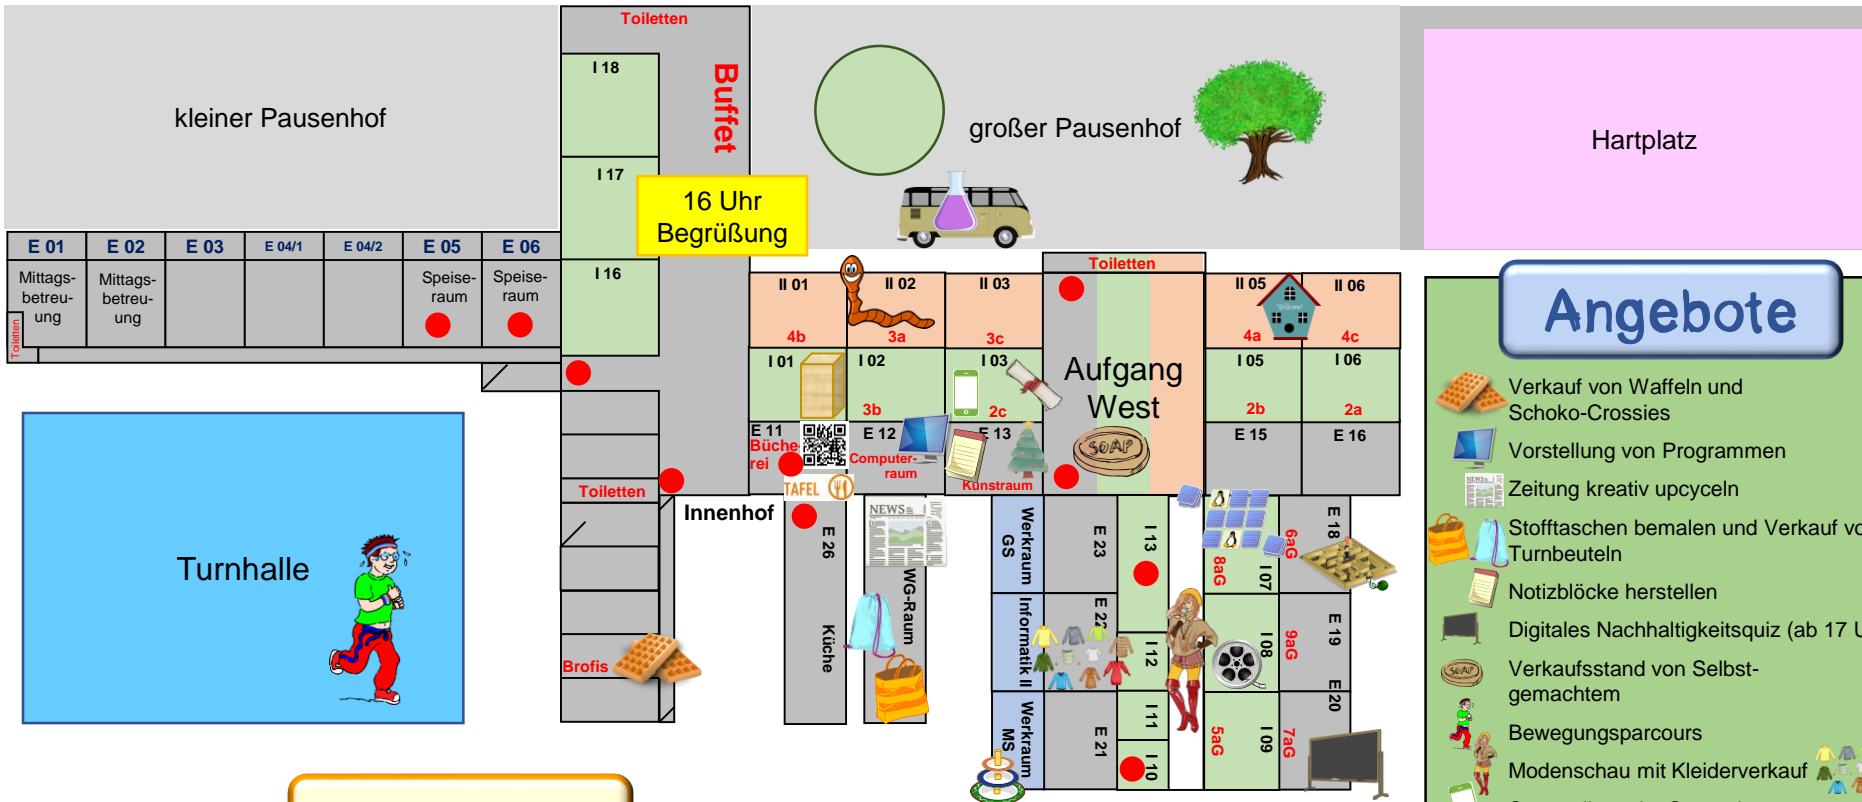 Toiletten
I 18
Buffet
kleiner Pausenhof
großer Pausenhof
Hartplatz
I 17
16 Uhr
Begrüßung
E 01
E 02
E 03
E 04/1
E 04/2
E 05
E 06
Mittags-
betreu-
ung
Mittags-
betreu-
ung
Speise-
raum
Speise-
raum
Toiletten
I 16
Toiletten
II 01
4b
II 02
3a
II 03
3c
II 05
4a
II 06
4c
I 01
I 02
3b
I 03
2c
Aufgang
West
I 05
2b
I 06
2a
E 11
Büche-
rei
E 12
Computer-
raum
E 13
Kunstraum
SOAP
E 15
E 16
TAFEL
Toiletten
Innenhof
Turnhalle
Brofis
E 26
Küche
NEWS
WG-Raum
Werkraum
GS
Informatik II
Werkraum
MS
E 23
E 22
E 21
I 13
I 12
I 11
I 10
8aG
I 07
9aG
I 08
5aG
I 09
6aG
E 18
E 19
E 20
7aG
Angebote
Verkauf von Waffeln und
Schoko-Crossies
Vorstellung von Programmen
NEWS
Zeitung kreativ upcyceln
Stofftaschen bemalen und Verkauf vo
Turnbeuteln
Notizblöcke herstellen
Digitales Nachhaltigkeitsquiz (ab 17 U
SOAP
Verkaufsstand von Selbst-
gemachtem
Bewegungsparcours
Modenschau mit Kleiderverkauf